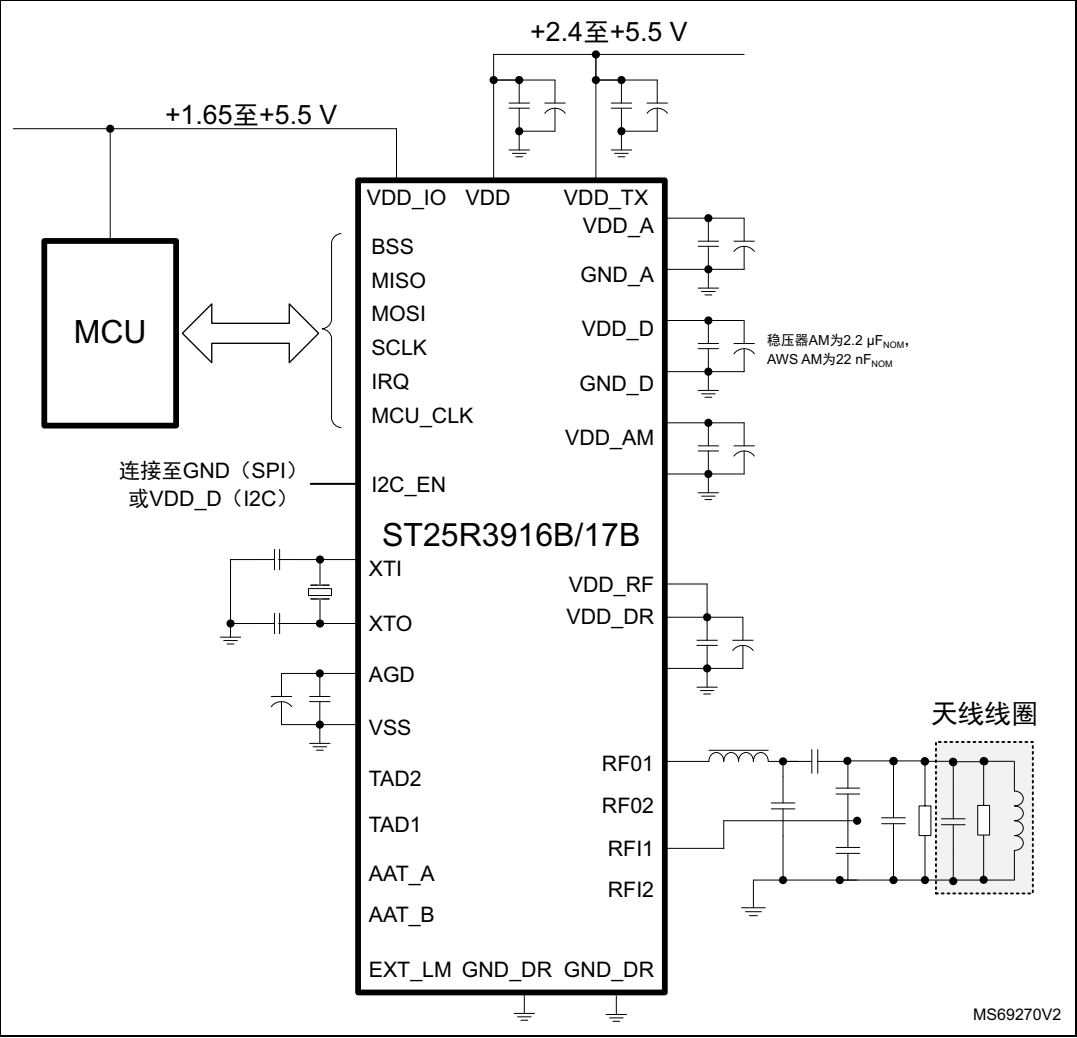 +2.4至+5.5 V
+1.65至+5.5 V
VDD_IO VDD VDD_TX
VDD_A
BSS
GND_A
MISO
MOSI
VDD_D
MCU
SCLK
稳压器AM为2.2 µFNOM，
AWS AM为22 nFNOM
IRQ
GND_D
MCU_CLK
VDD_AM
连接至GND（SPI）
或VDD_D（I2C）
I2C_EN
ST25R3916B/17B
XTI
VDD_RF
VDD_DR
XTO
AGD
VSS
天线线圈
RF01
TAD2
RF02
TAD1
RFI1
AAT_A
RFI2
AAT_B
EXT_LM GND_DR GND_DR
MS69270V2